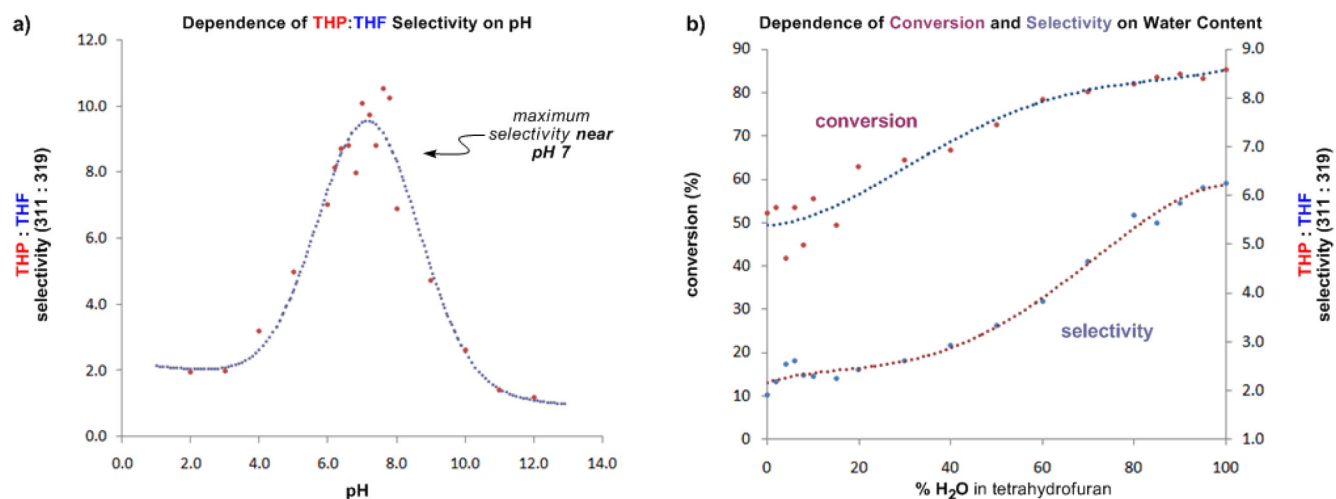 a)
Dependence of THP:THF Selectivity on pH
12.0
10.0
8.0
6.0
4.0
2.0
0.0
THP : THF
selectivity (311 : 319)
maximum
selectivity near
pH 7
0.0 2.0 4.0 6.0 8.0 10.0 12.0 14.0
pH
b)
Dependence of Conversion and Selectivity on Water Content
90
80
70
60
50
40
30
20
10
0
conversion (%)
conversion
selectivity
9.0
8.0
7.0
6.0
5.0
4.0
3.0
2.0
1.0
THP : THF
selectivity (311 : 319)
0 20 40 60 80 100
% H₂O in tetrahydrofuran